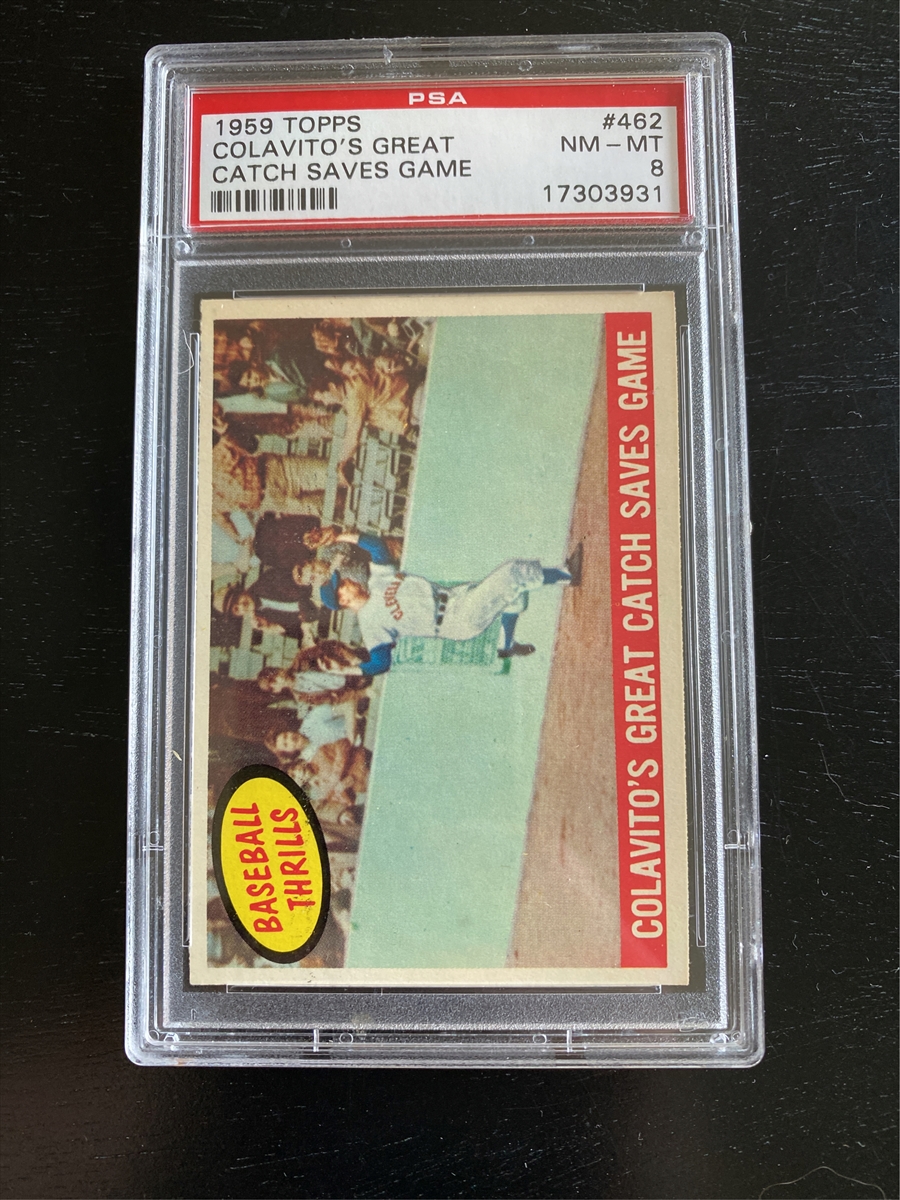 PSA
1959 TOPPS #462
COLAVITO'S GREAT NM - MT
CATCH SAVES GAME 8
17303931
BASEBALL
THRILLS
CLEVELAND
COLAVITO'S GREAT CATCH SAVES GAME